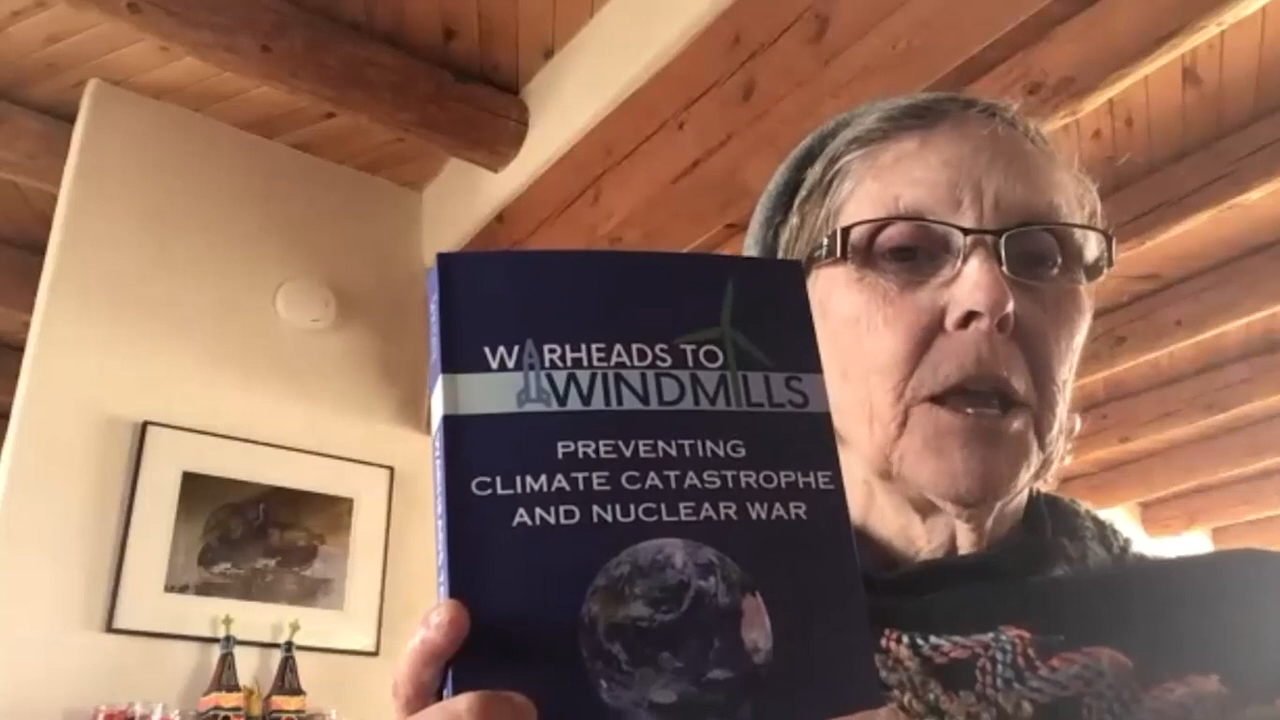 WARHEADS TO
WINDMILLS
PREVENTING
CLIMATE CATASTROPHE
AND NUCLEAR WAR